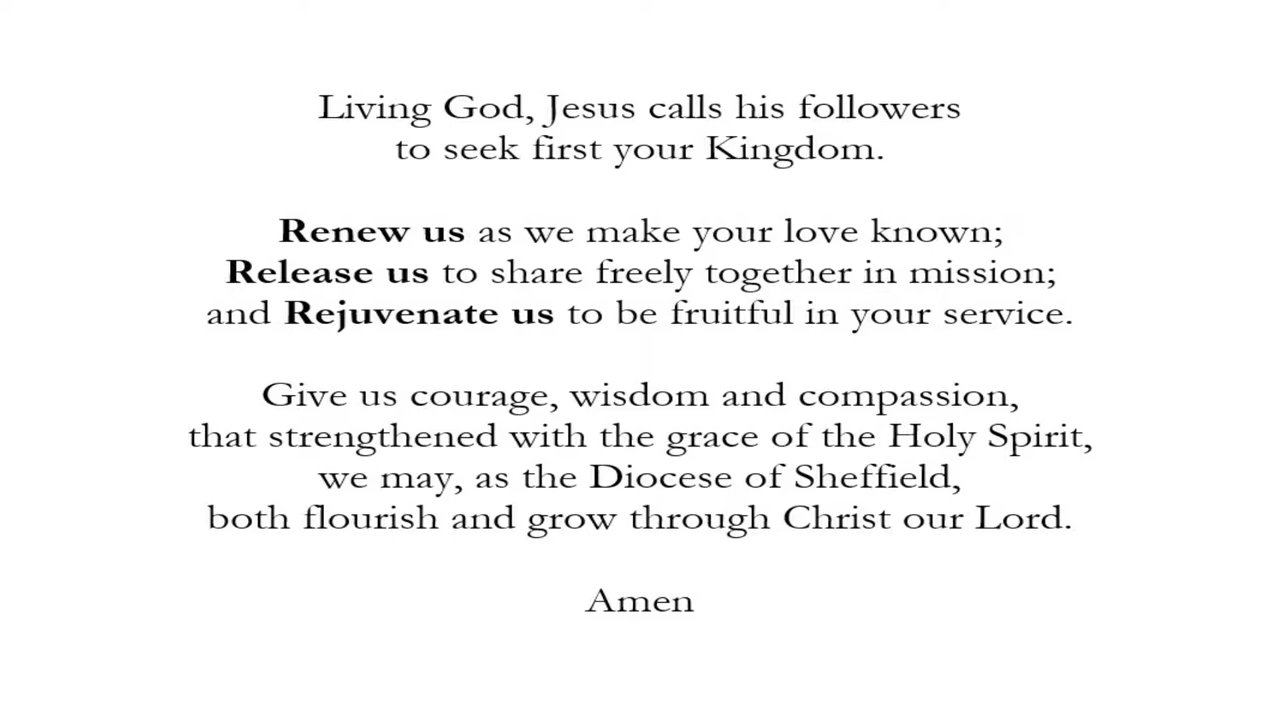 Living God, Jesus calls his followers
to seek first your Kingdom.
Renew us as we make your love known;
Release us to share freely together in mission;
and Rejuvenate us to be fruitful in your service.
Give us courage, wisdom and compassion,
that strengthened with the grace of the Holy Spirit,
we may, as the Diocese of Sheffield,
both flourish and grow through Christ our Lord.
Amen